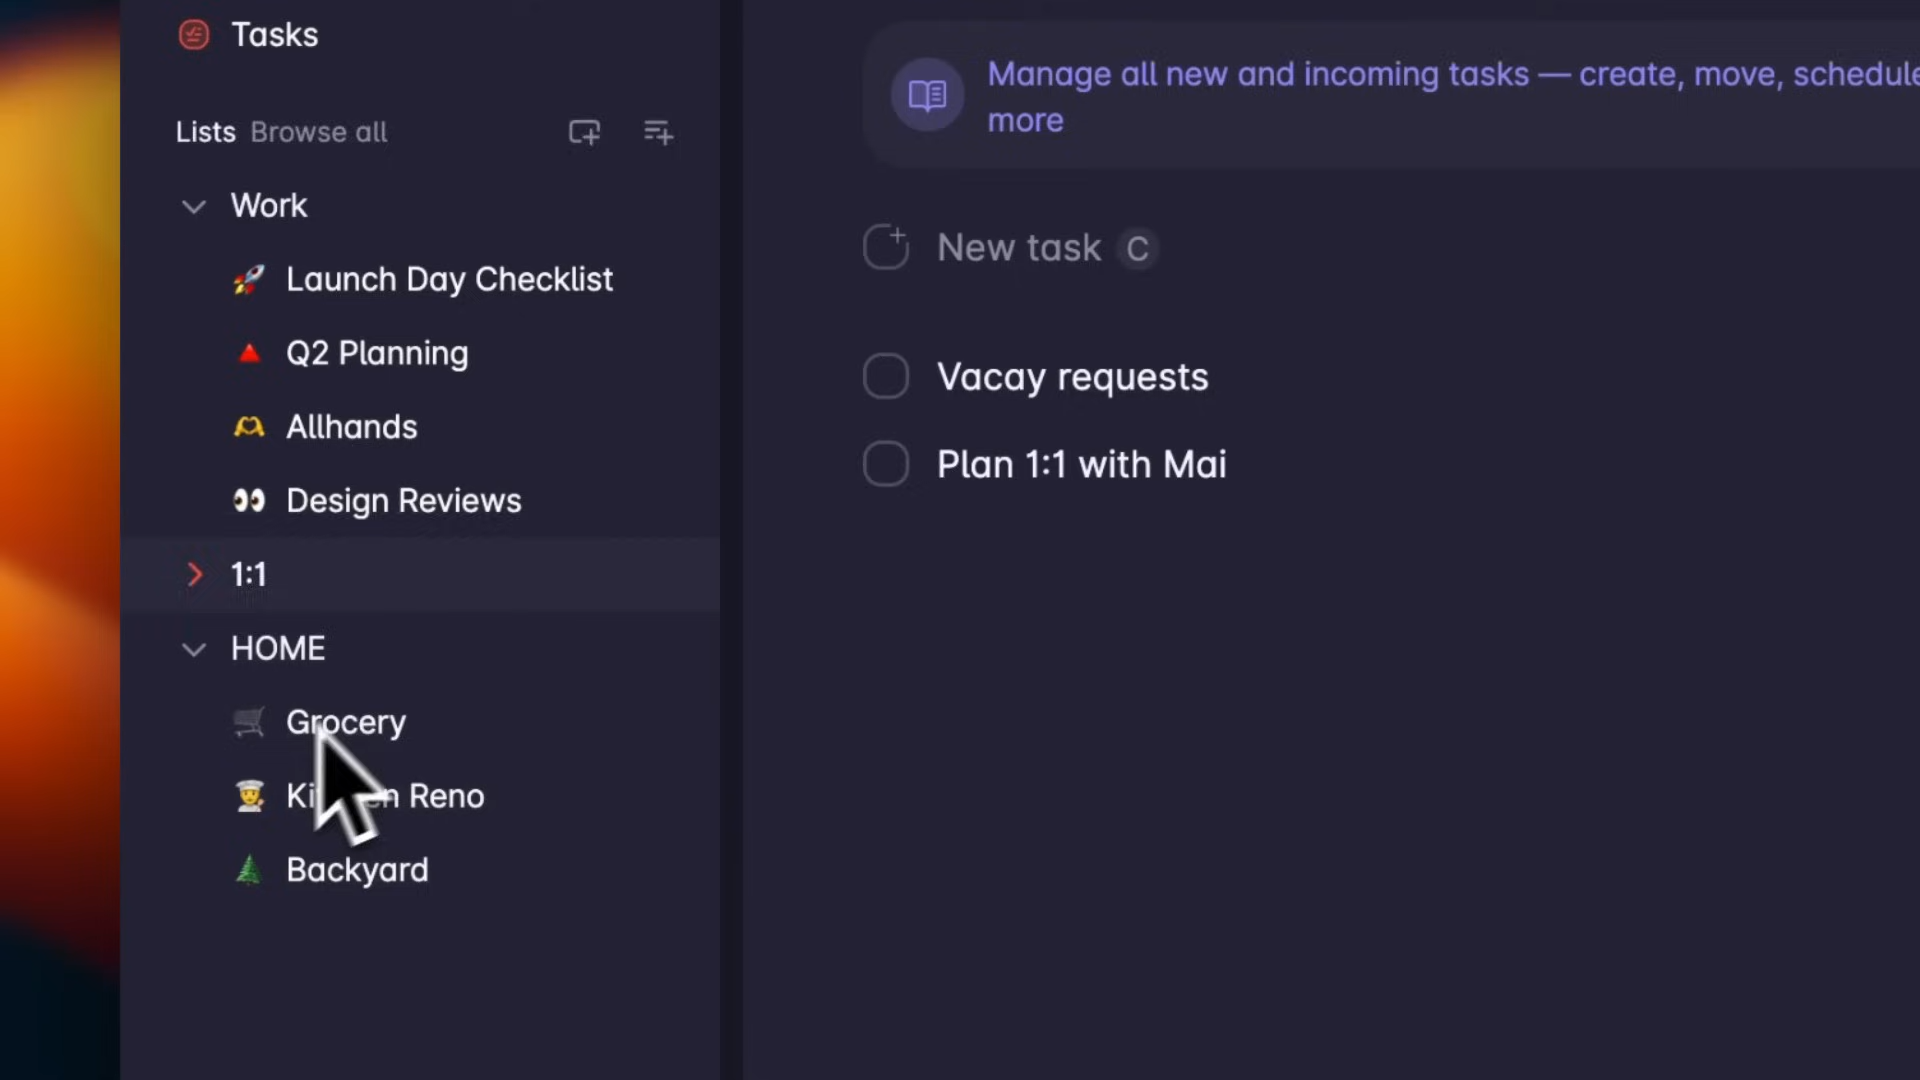 Tasks
Lists Browse all
Work
Launch Day Checklist
Q2 Planning
Allhands
Design Reviews
1:1
HOME
Grocery
Reno
Backyard
Manage all new and incoming tasks — create, move, schedule
more
New task C
Vacay requests
Plan 1:1 with Mai